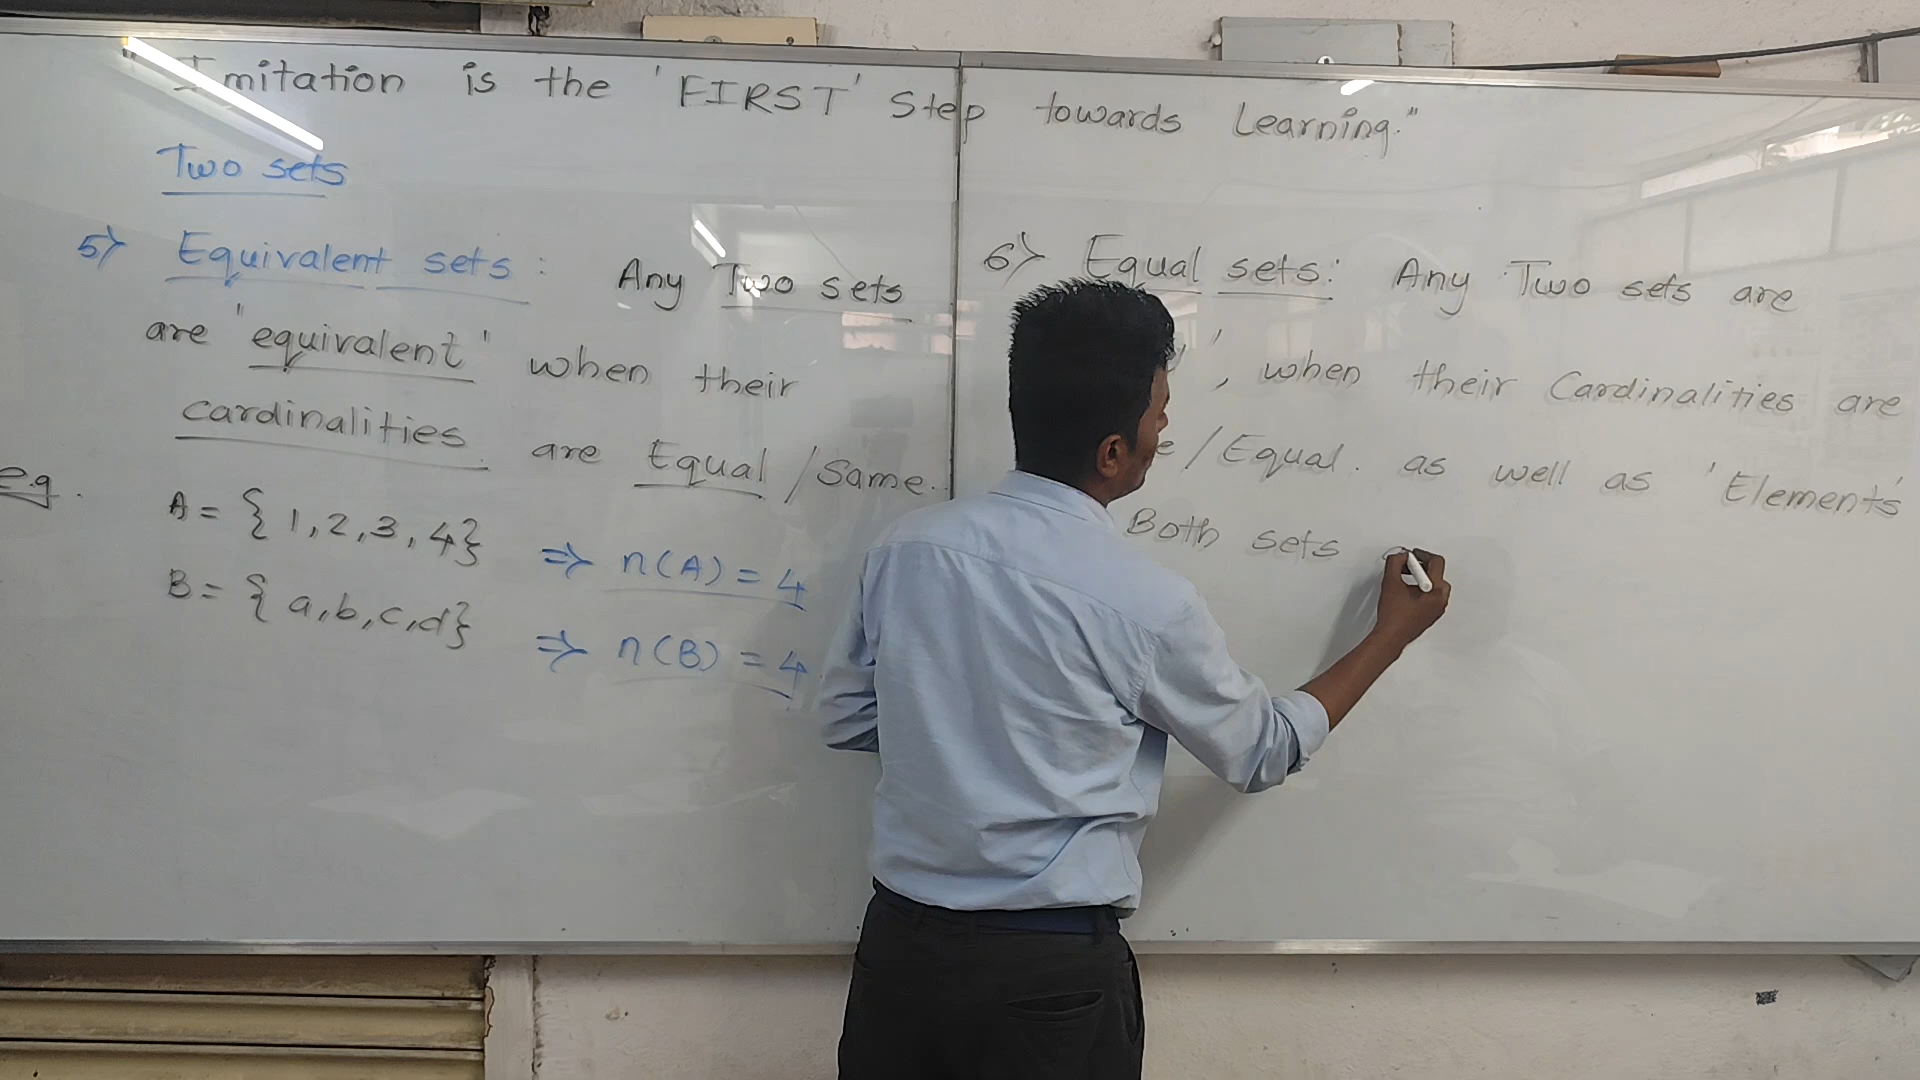 "Imitation is the 'FIRST' Step towards Learning."
Two sets
5) Equivalent sets : Any Two sets
are 'equivalent' when their
cardinalities are Equal / Same.
e.g. A = { 1, 2, 3, 4} ⇒ n(A) = 4
B = { a, b, c, d} ⇒ n(B) = 4
6) Equal sets: Any Two sets are
', when their Cardinalities are
/ Equal. as well as 'Elements'
Both sets